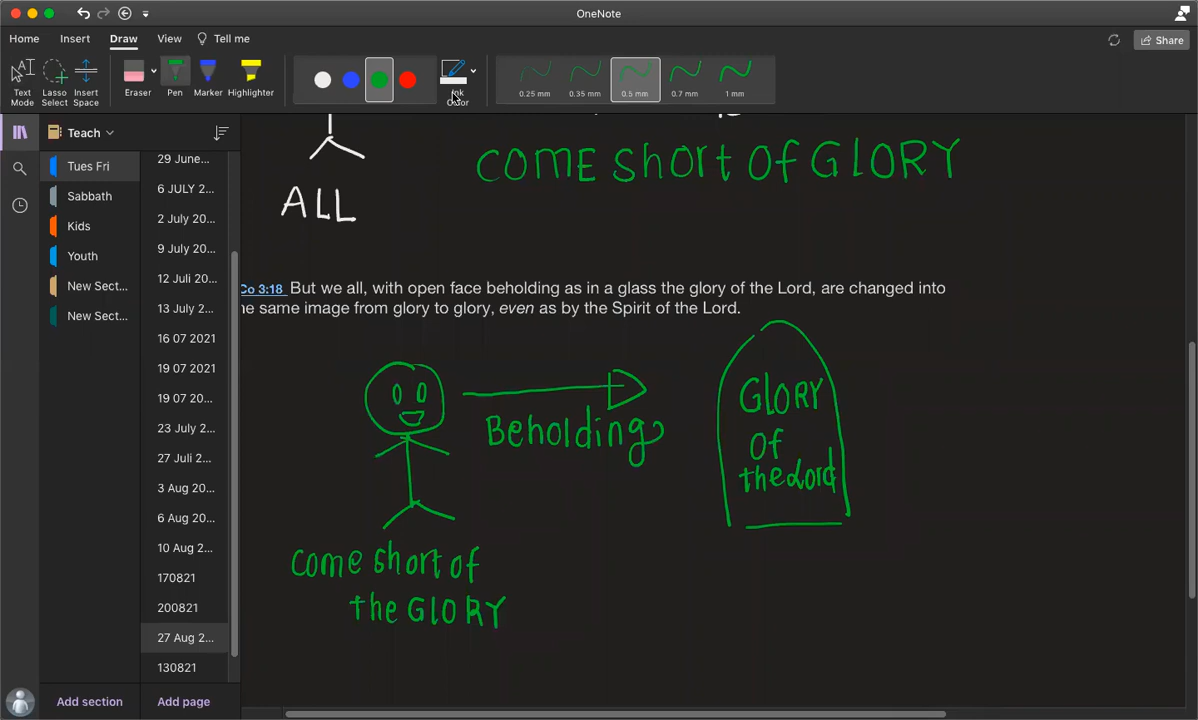 OneNote
Home Insert Draw View Tell me
Share
Text Mode
Lasso Select
Insert Space
Eraser
Pen
Marker
Highlighter
Ink Color
0.25 mm
0.35 mm
0.5 mm
0.7 mm
1 mm
Teach
Tues Fri
Sabbath
Kids
Youth
New Sect...
New Sect...
29 June...
6 JULY 2...
2 July 20...
9 July 20...
12 Juli 20...
13 July 2...
16 07 2021
19 07 2021
19 07 20...
23 July 2...
27 Juli 2...
3 Aug 20...
6 Aug 20...
10 Aug 2...
170821
200821
27 Aug 2...
130821
Add section
Add page
COME short OF GLORY
ALL
Co 3:18 But we all, with open face beholding as in a glass the glory of the Lord, are changed into
same image from glory to glory, even as by the Spirit of the Lord.
Beholding
GLORY
of
the Lord
Come short of
the GLORY